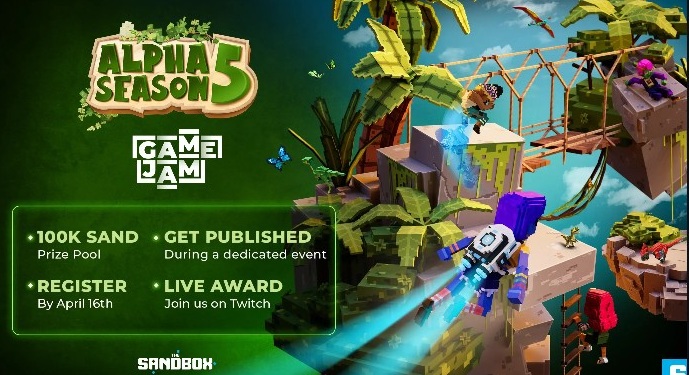 ALPHA
SEASON 5
GAME
JAM
100K SAND
Prize Pool
GET PUBLISHED
During a dedicated event
REGISTER
By April 16th
LIVE AWARD
Join us on Twitch
THE
SANDBOX